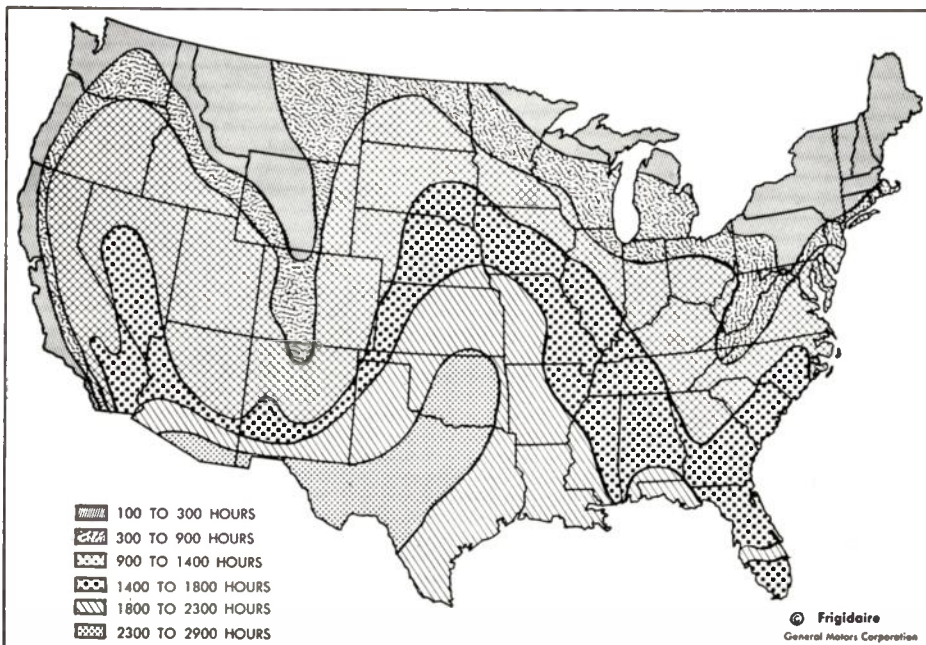 100 TO 300 HOURS
300 TO 900 HOURS
900 TO 1400 HOURS
1400 TO 1800 HOURS
1800 TO 2300 HOURS
2300 TO 2900 HOURS
© Frigidaire
General Motors Corporation